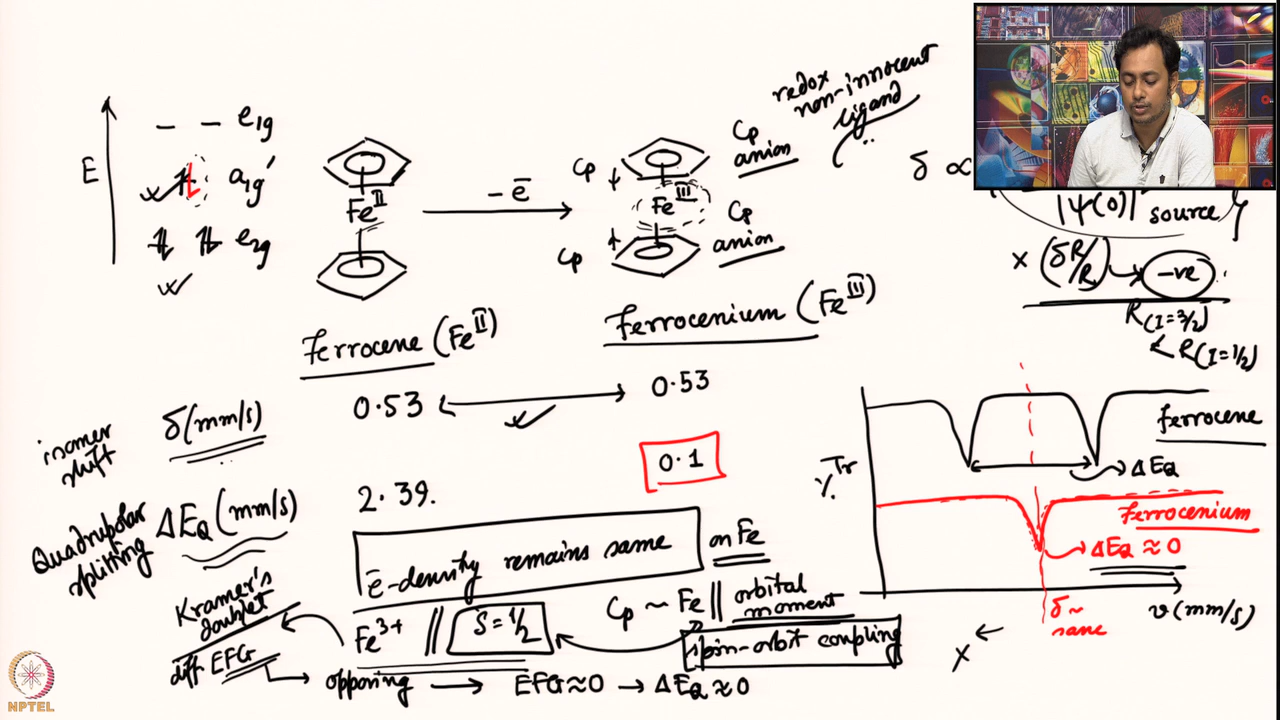 E
e1g
a1g'
e2g
Fe II
- e̅
Cp
Fe III
Cp
Cp anion
Cp anion
redox
non-innocent
ligand
δ ∝
|ψ(0)| source
x (δR/R) → -ve
R(I=3/2)
< R(I=1/2)
Ferrocene (Fe II)
Ferrocenium (Fe III)
isomer shift
δ (mm/s)
0.53
0.53
Quadrupolar splitting
ΔEQ (mm/s)
2.39.
0.1
e̅-density remains same
on Fe
Kramer's doublet
Fe3+ || S = 1/2
Cp ~ Fe || orbital moment
spin-orbit coupling
diff EFG
opposing → EFG ≈ 0 → ΔEQ ≈ 0
% Tr
Ferrocene
ΔEQ
Ferrocenium
ΔEQ ≈ 0
δ ~ same
v (mm/s)
X ←
NPTEL